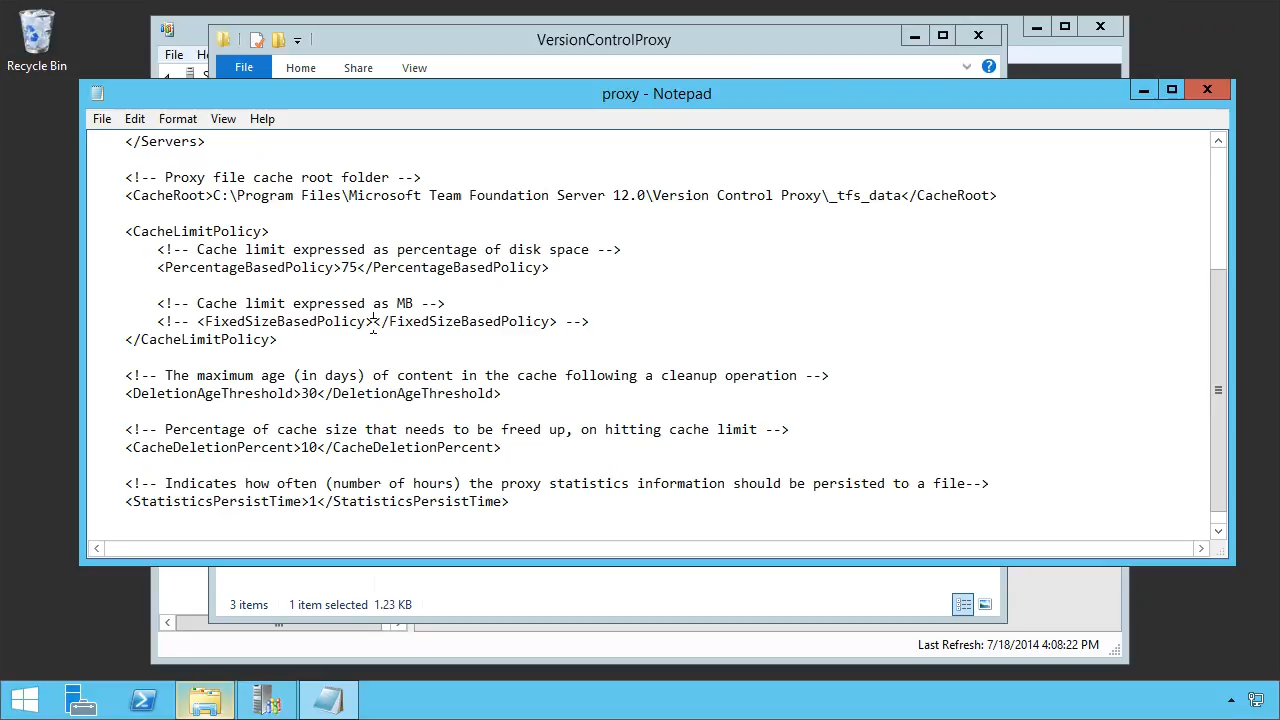 Recycle Bin
VersionControlProxy
File
File Home Share View
proxy - Notepad
File Edit Format View Help
</Servers>
<!-- Proxy file cache root folder -->
<CacheRoot>C:\Program Files\Microsoft Team Foundation Server 12.0\Version Control Proxy\_tfs_data</CacheRoot>
<CacheLimitPolicy>
<!-- Cache limit expressed as percentage of disk space -->
<PercentageBasedPolicy>75</PercentageBasedPolicy>
<!-- Cache limit expressed as MB -->
<!-- <FixedSizeBasedPolicy></FixedSizeBasedPolicy> -->
</CacheLimitPolicy>
<!-- The maximum age (in days) of content in the cache following a cleanup operation -->
<DeletionAgeThreshold>30</DeletionAgeThreshold>
<!-- Percentage of cache size that needs to be freed up, on hitting cache limit -->
<CacheDeletionPercent>10</CacheDeletionPercent>
<!-- Indicates how often (number of hours) the proxy statistics information should be persisted to a file-->
<StatisticsPersistTime>1</StatisticsPersistTime>
3 items 1 item selected 1.23 KB
Last Refresh: 7/18/2014 4:08:22 PM